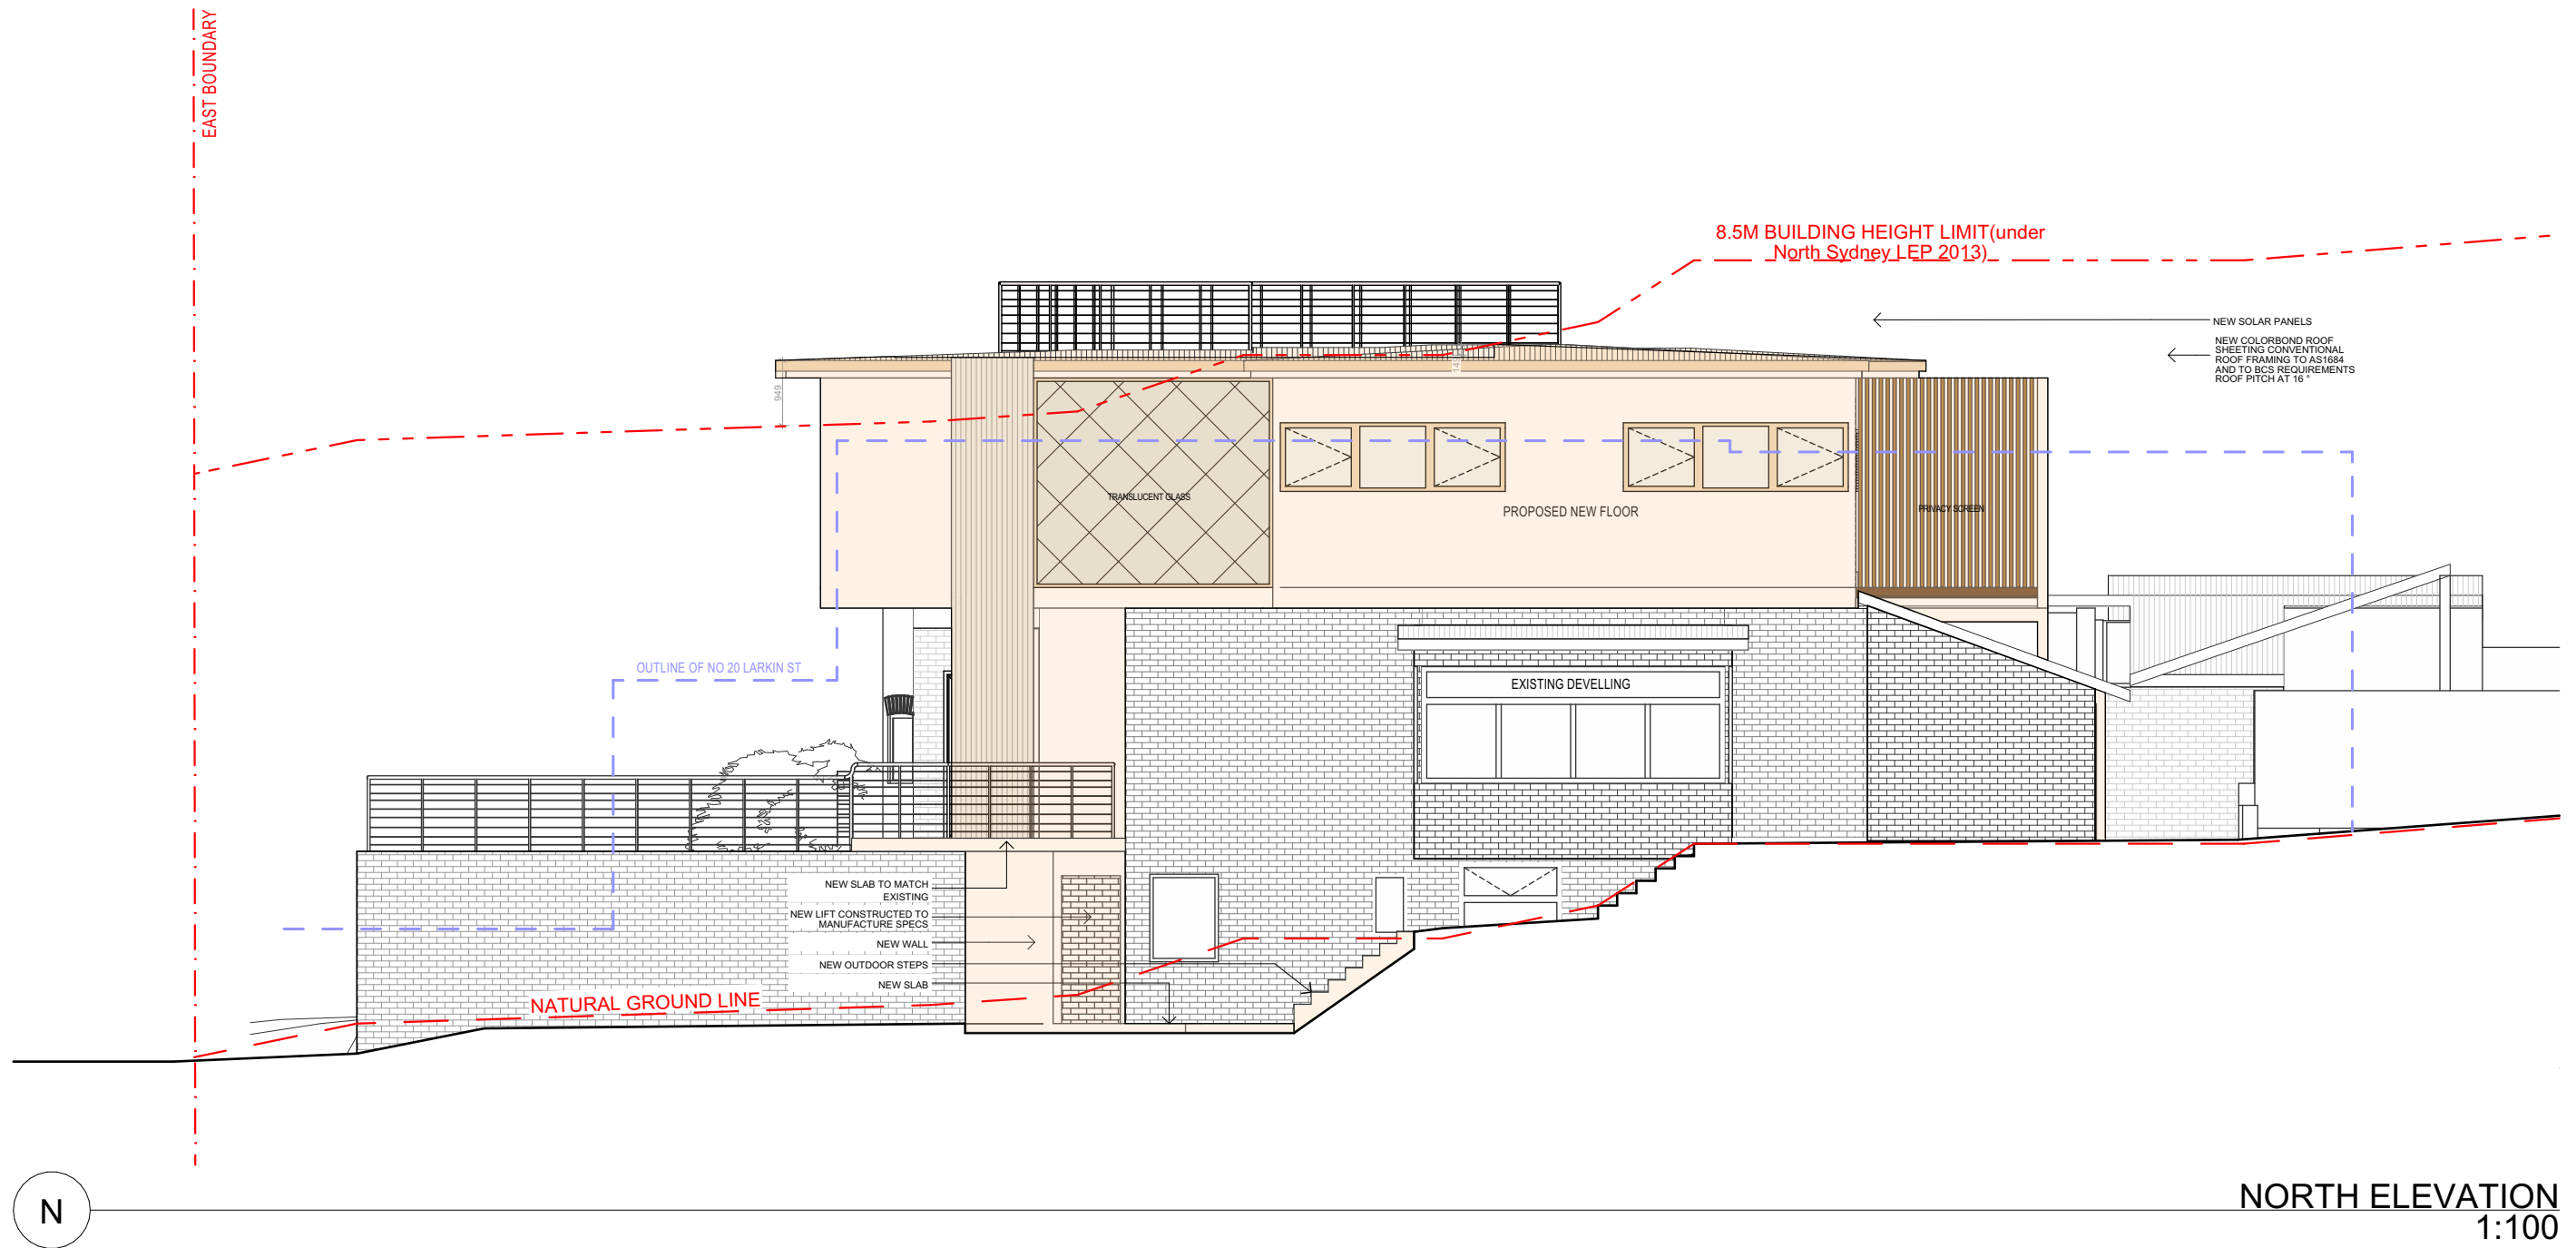 EAST BOUNDARY
8.5M BUILDING HEIGHT LIMIT(under
North Sydney LEP 2013)
NEW SOLAR PANELS
NEW COLORBOND ROOF
SHEETING CONVENTIONAL
ROOF FRAMING TO AS1684
AND TO BCS REQUIREMENTS
ROOF PITCH AT 16 °
949
TRANSLUCENT GLASS
PROPOSED NEW FLOOR
PRIVACY SCREEN
OUTLINE OF NO 20 LARKIN ST
EXISTING DEVELLING
NEW SLAB TO MATCH
EXISTING
NEW LIFT CONSTRUCTED TO
MANUFACTURE SPECS
NEW WALL
NEW OUTDOOR STEPS
NEW SLAB
NATURAL GROUND LINE
N
NORTH ELEVATION
1:100